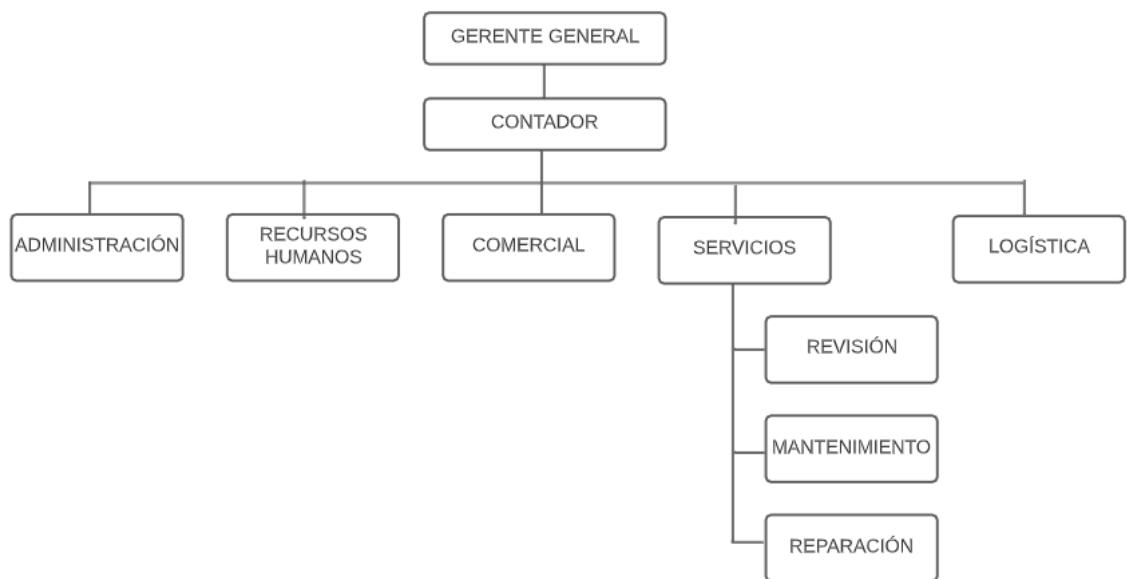 GERENTE GENERAL
CONTADOR
ADMINISTRACIÓN
RECURSOS
HUMANOS
COMERCIAL
SERVICIOS
LOGÍSTICA
REVISIÓN
MANTENIMIENTO
REPARACIÓN